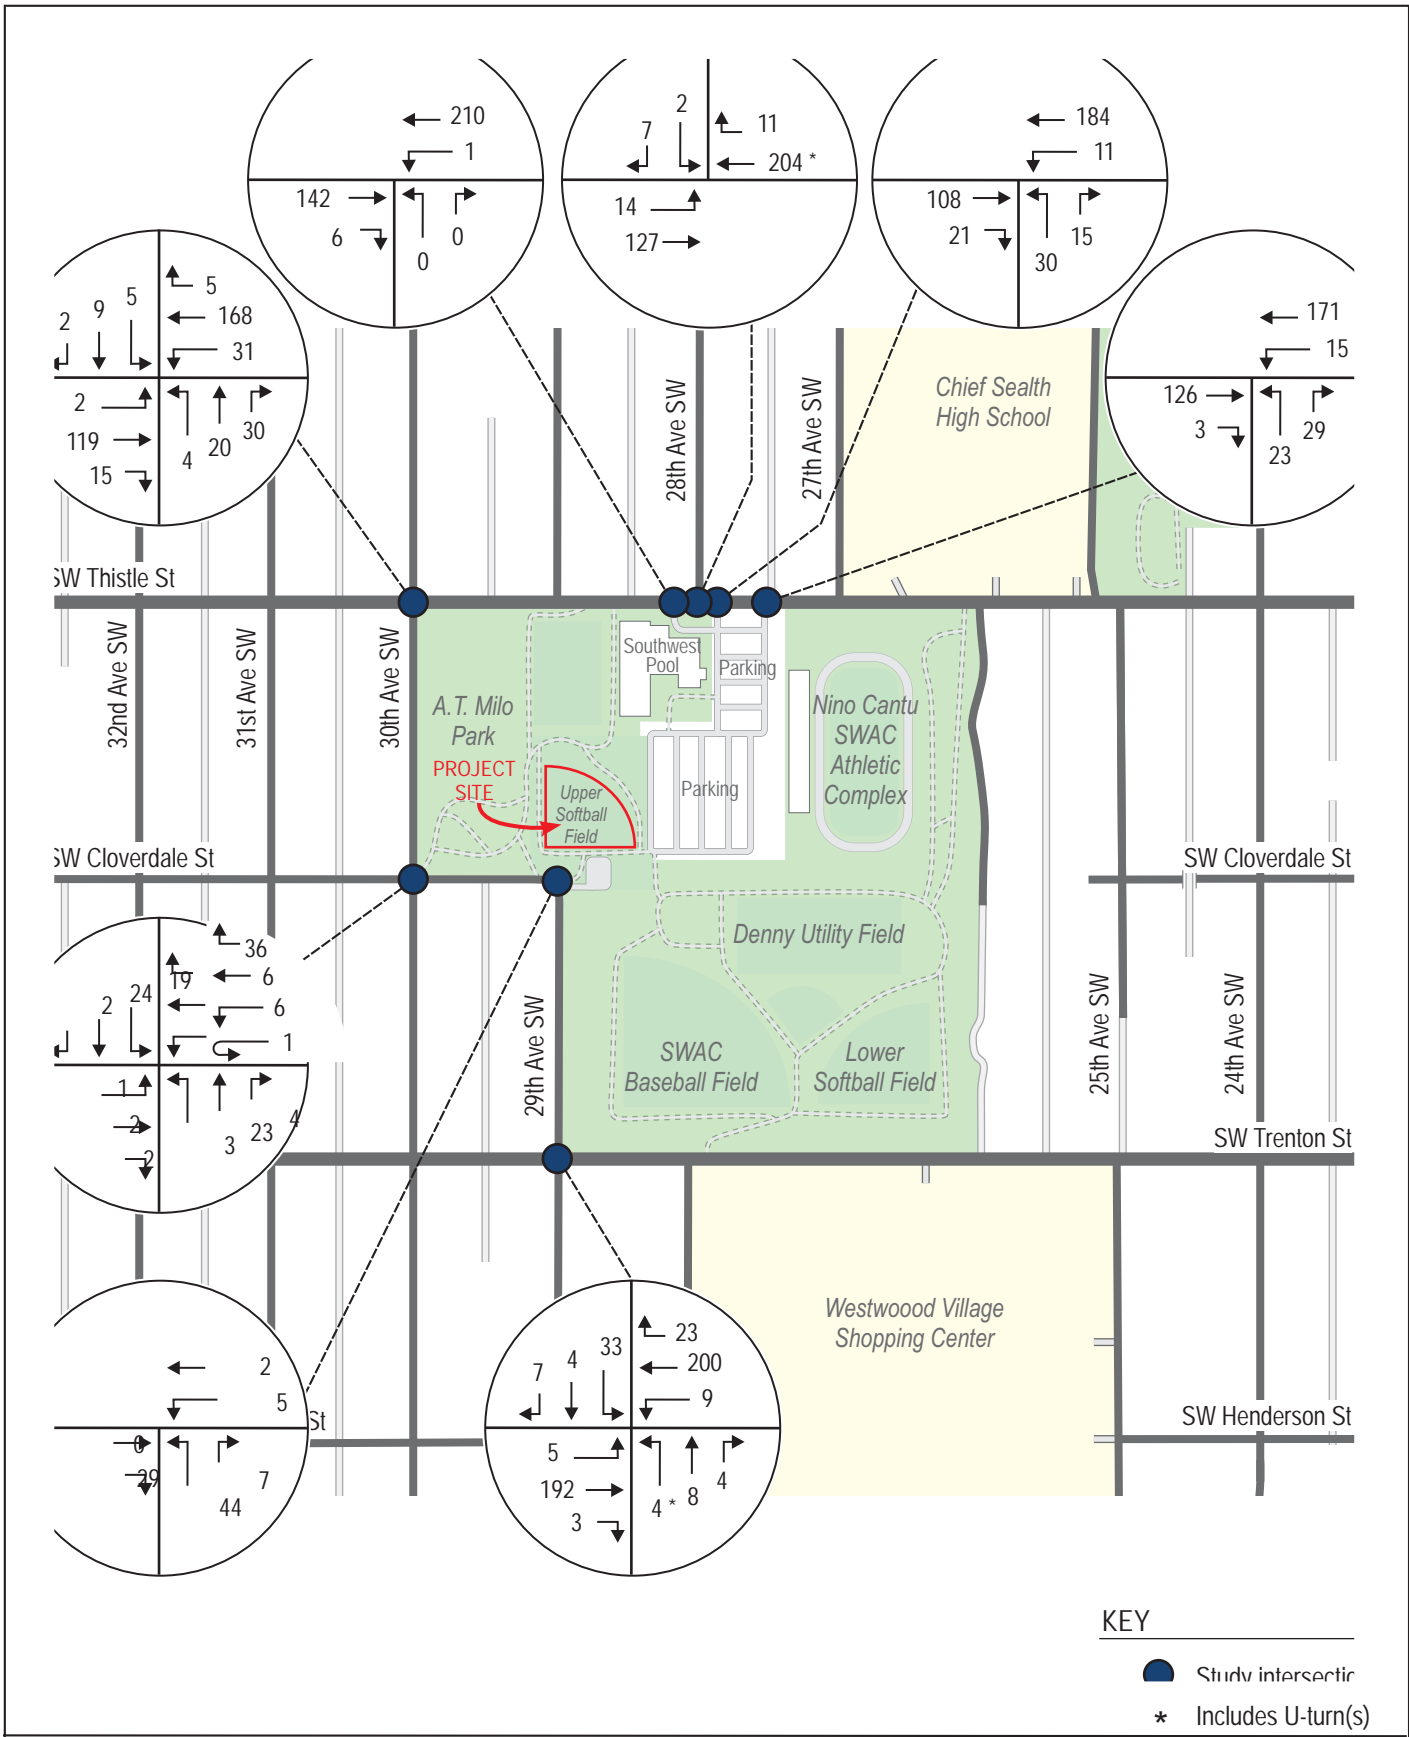 210
1
142
6
0
0
2
7
11
204 *
14
127
184
11
108
21
15
30
5
168
31
2
9
5
2
119
15
4
20
30
171
15
126
3
29
23
Chief Sealth
High School
28th Ave SW
27th Ave SW
SW Thistle St
32nd Ave SW
31st Ave SW
30th Ave SW
Southwest
Pool
Parking
A.T. Milo
Park
PROJECT
SITE
Upper
Softball
Field
Parking
Nino Cantu
SWAC
Athletic
Complex
SW Cloverdale St
SW Cloverdale St
Denny Utility Field
36
6
19
24
2
6
1
1
2
2
3
23
4
29th Ave SW
25th Ave SW
24th Ave SW
SWAC
Baseball Field
Lower
Softball Field
SW Trenton St
Westwoood Village
Shopping Center
2
5
St
0
29
7
44
33
4
7
23
200
9
5
192
3
4 *
8
4
SW Henderson St
KEY
Study
* Includes U-turn(s)